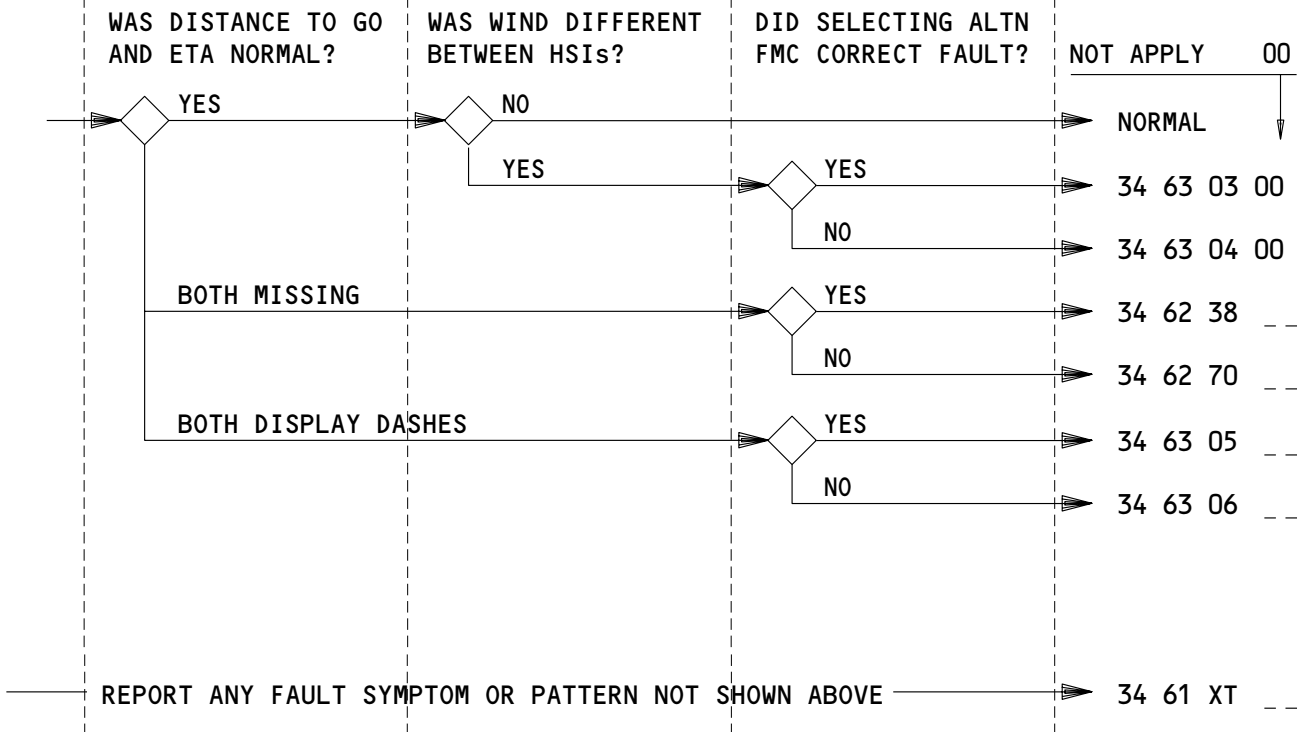 WAS DISTANCE TO GO
AND ETA NORMAL?
WAS WIND DIFFERENT
BETWEEN HSIs?
DID SELECTING ALTN
FMC CORRECT FAULT?
NOT APPLY 00
YES
NO
NORMAL
YES
YES
34 63 03 00
NO
34 63 04 00
BOTH MISSING
YES
34 62 38 _ _
NO
34 62 70 _ _
BOTH DISPLAY DASHES
YES
34 63 05 _ _
NO
34 63 06 _ _
REPORT ANY FAULT SYMPTOM OR PATTERN NOT SHOWN ABOVE
34 61 XT _ _